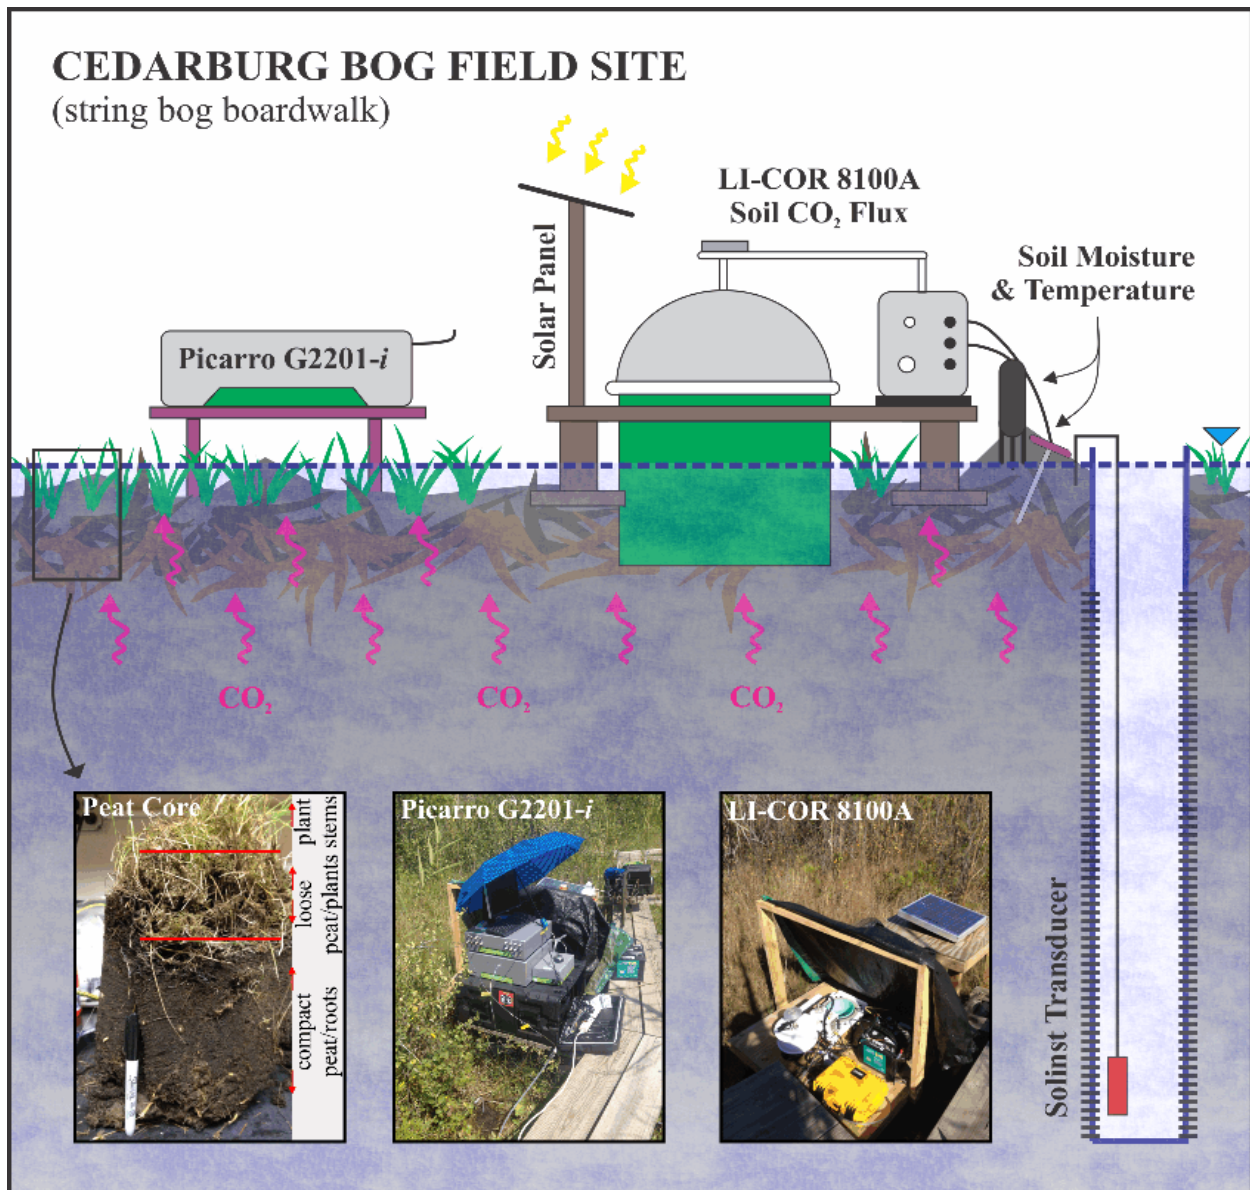 CEDARBURG BOG FIELD SITE
(string bog boardwalk)
LI-COR 8100A
Soil CO₂ Flux
Soil Moisture
& Temperature
Solar Panel
Picarro G2201-i
CO₂
CO₂
CO₂
Peat Core
plant stems
loose
peat/plants
compact
peat/roots
Picarro G2201-i
LI-COR 8100A
Solinst Transducer